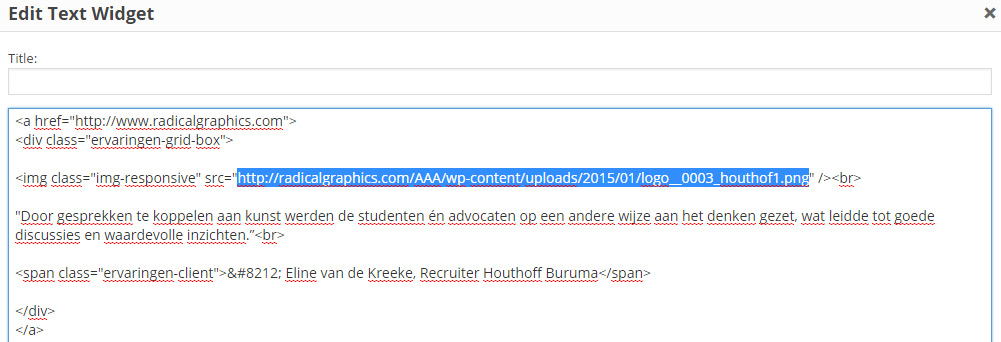 Edit Text Widget
×
Title:
<a href="http://www.radicalgraphics.com">
<div class="ervaringen-grid-box">
<img class="img-responsive" src="http://radicalgraphics.com/AAA/wp-content/uploads/2015/01/logo__0003_houthof1.png" /><br>
"Door gesprekken te koppelen aan kunst werden de studenten én advocaten op een andere wijze aan het denken gezet, wat leidde tot goede
discussies en waardevolle inzichten.”<br>
<span class="ervaringen-client">&#8212; Eline van de Kreeke, Recruiter Houthoff Buruma</span>
</div>
</a>